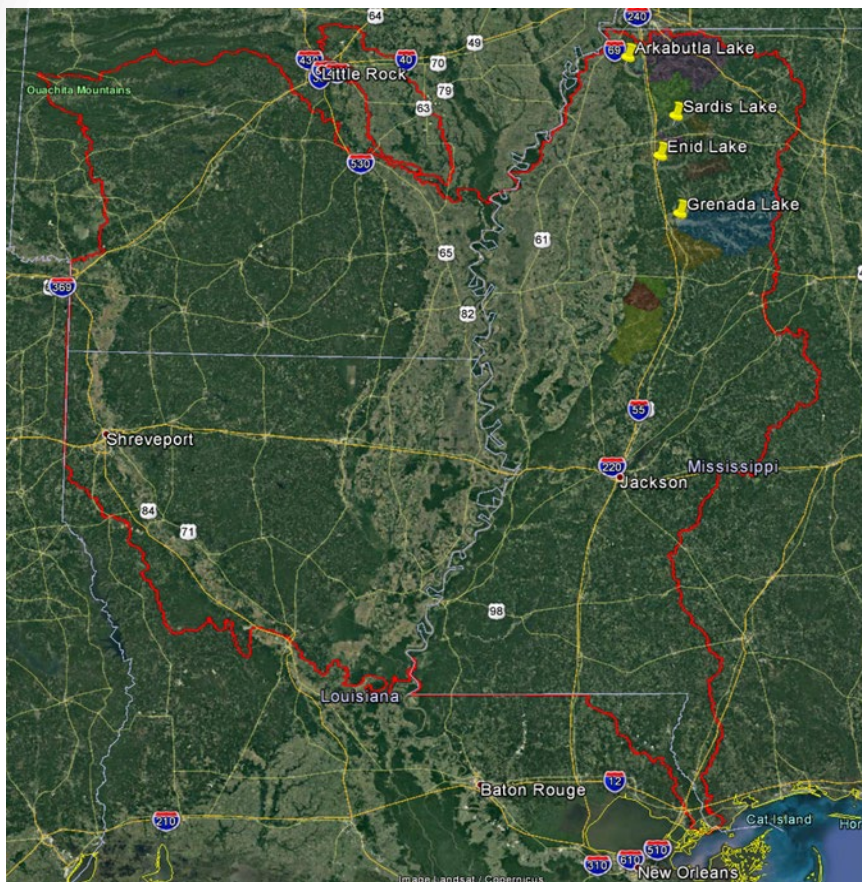 64
240
49
69
Arkabutla Lake
430
40
Little Rock
70
Ouachita Mountains
79
63
Sardis Lake
Enid Lake
530
Grenada Lake
65
61
369
82
55
Shreveport
220
Mississippi
Jackson
84
71
98
Louisiana
12
Baton Rouge
210
Cat Island
Hor
510
310
610
New Orleans
Image Landsat / Copernicus